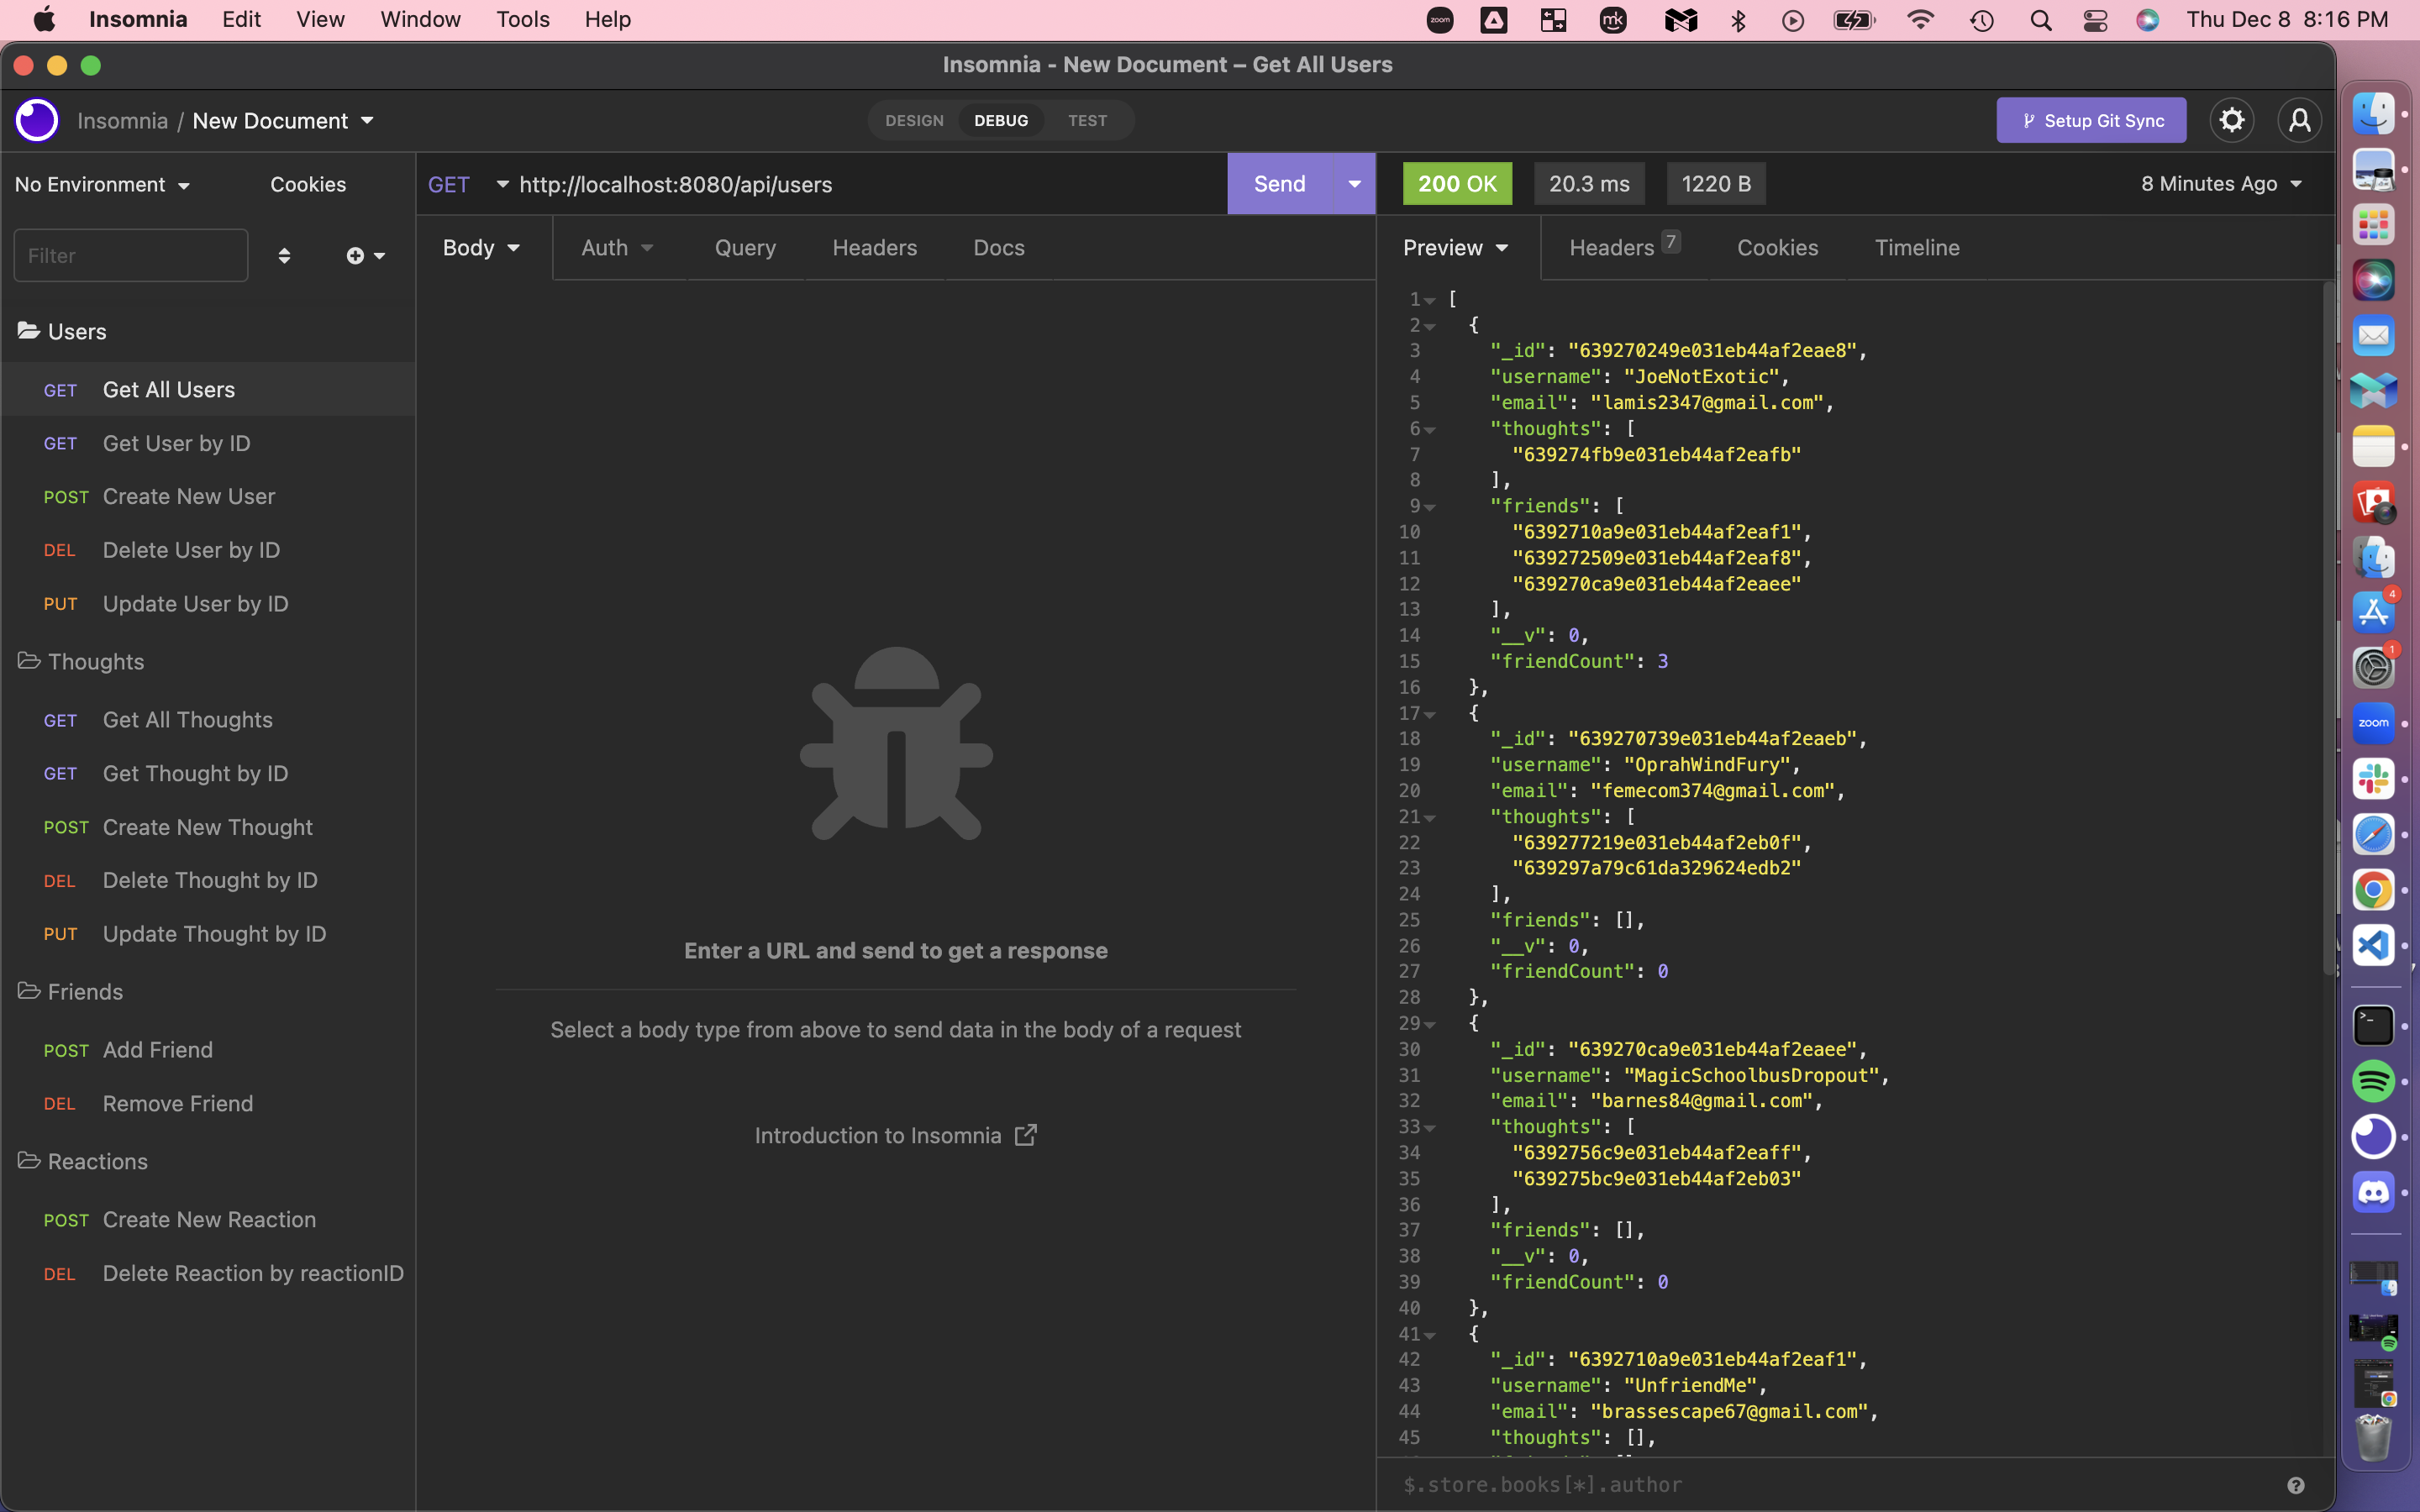 Insomnia Edit View Window Tools Help
zoom mk Thu Dec 8 8:16 PM
Insomnia - New Document – Get All Users
Insomnia / New Document
DESIGN DEBUG TEST
Setup Git Sync
No Environment Cookies
GET http://localhost:8080/api/users Send
200 OK 20.3 ms 1220 B 8 Minutes Ago
Filter
Body Auth Query Headers Docs
Preview Headers 7 Cookies Timeline
Users
GET Get All Users
GET Get User by ID
POST Create New User
DEL Delete User by ID
PUT Update User by ID
Thoughts
GET Get All Thoughts
GET Get Thought by ID
POST Create New Thought
DEL Delete Thought by ID
PUT Update Thought by ID
Friends
POST Add Friend
DEL Remove Friend
Reactions
POST Create New Reaction
DEL Delete Reaction by reactionID
Enter a URL and send to get a response
Select a body type from above to send data in the body of a request
Introduction to Insomnia
1 [
2 {
3 "_id": "639270249e031eb44af2eae8",
4 "username": "JoeNotExotic",
5 "email": "lamis2347@gmail.com",
6 "thoughts": [
7 "639274fb9e031eb44af2eafb"
8 ],
9 "friends": [
10 "6392710a9e031eb44af2eaf1",
11 "639272509e031eb44af2eaf8",
12 "639270ca9e031eb44af2eaee"
13 ],
14 "__v": 0,
15 "friendCount": 3
16 },
17 {
18 "_id": "639270739e031eb44af2eaeb",
19 "username": "OprahWindFury",
20 "email": "femecom374@gmail.com",
21 "thoughts": [
22 "639277219e031eb44af2eb0f",
23 "639297a79c61da329624edb2"
24 ],
25 "friends": [],
26 "__v": 0,
27 "friendCount": 0
28 },
29 {
30 "_id": "639270ca9e031eb44af2eaee",
31 "username": "MagicSchoolbusDropout",
32 "email": "barnes84@gmail.com",
33 "thoughts": [
34 "6392756c9e031eb44af2eaff",
35 "639275bc9e031eb44af2eb03"
36 ],
37 "friends": [],
38 "__v": 0,
39 "friendCount": 0
40 },
41 {
42 "_id": "6392710a9e031eb44af2eaf1",
43 "username": "UnfriendMe",
44 "email": "brassescape67@gmail.com",
45 "thoughts": [],
$.store.books[*].author
4
1
zoom